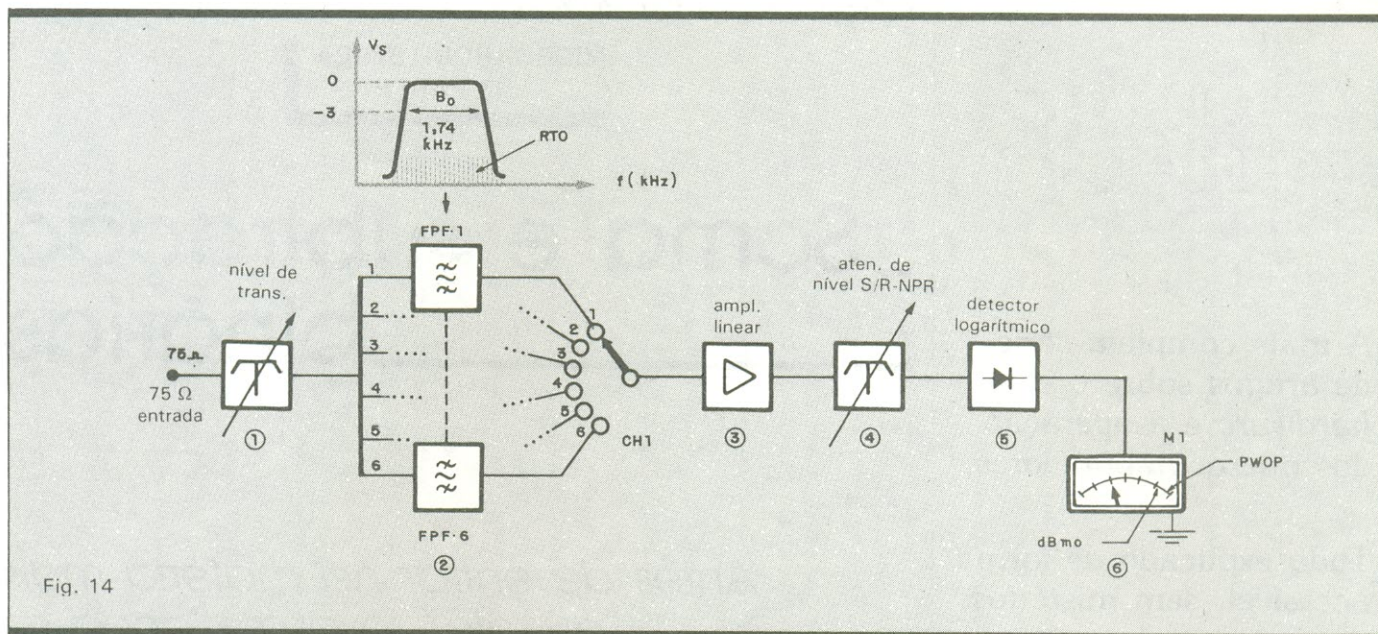 V_S
0
-3
B_o
1,74
kHz
RTO
f (kHz)
FPF-1
nível de
trans.
75Ω
75 Ω
entrada
①
1
2
3
4
5
6
FPF-6
②
1
2
3
4
5
6
CH1
ampl.
linear
③
aten. de
nível S/R-NPR
④
detector
logarítmico
⑤
M1
PWOP
dBmo
⑥
Fig. 14